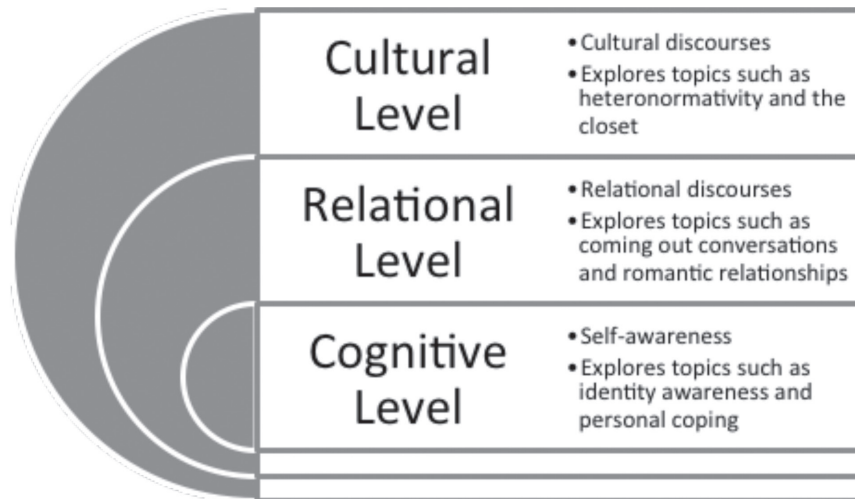 Cultural
Level
•Cultural discourses
•Explores topics such as
heteronormativity and the
closet
Relational
Level
•Relational discourses
•Explores topics such as
coming out conversations
and romantic relationships
Cognitive
Level
•Self-awareness
•Explores topics such as
identity awareness and
personal coping